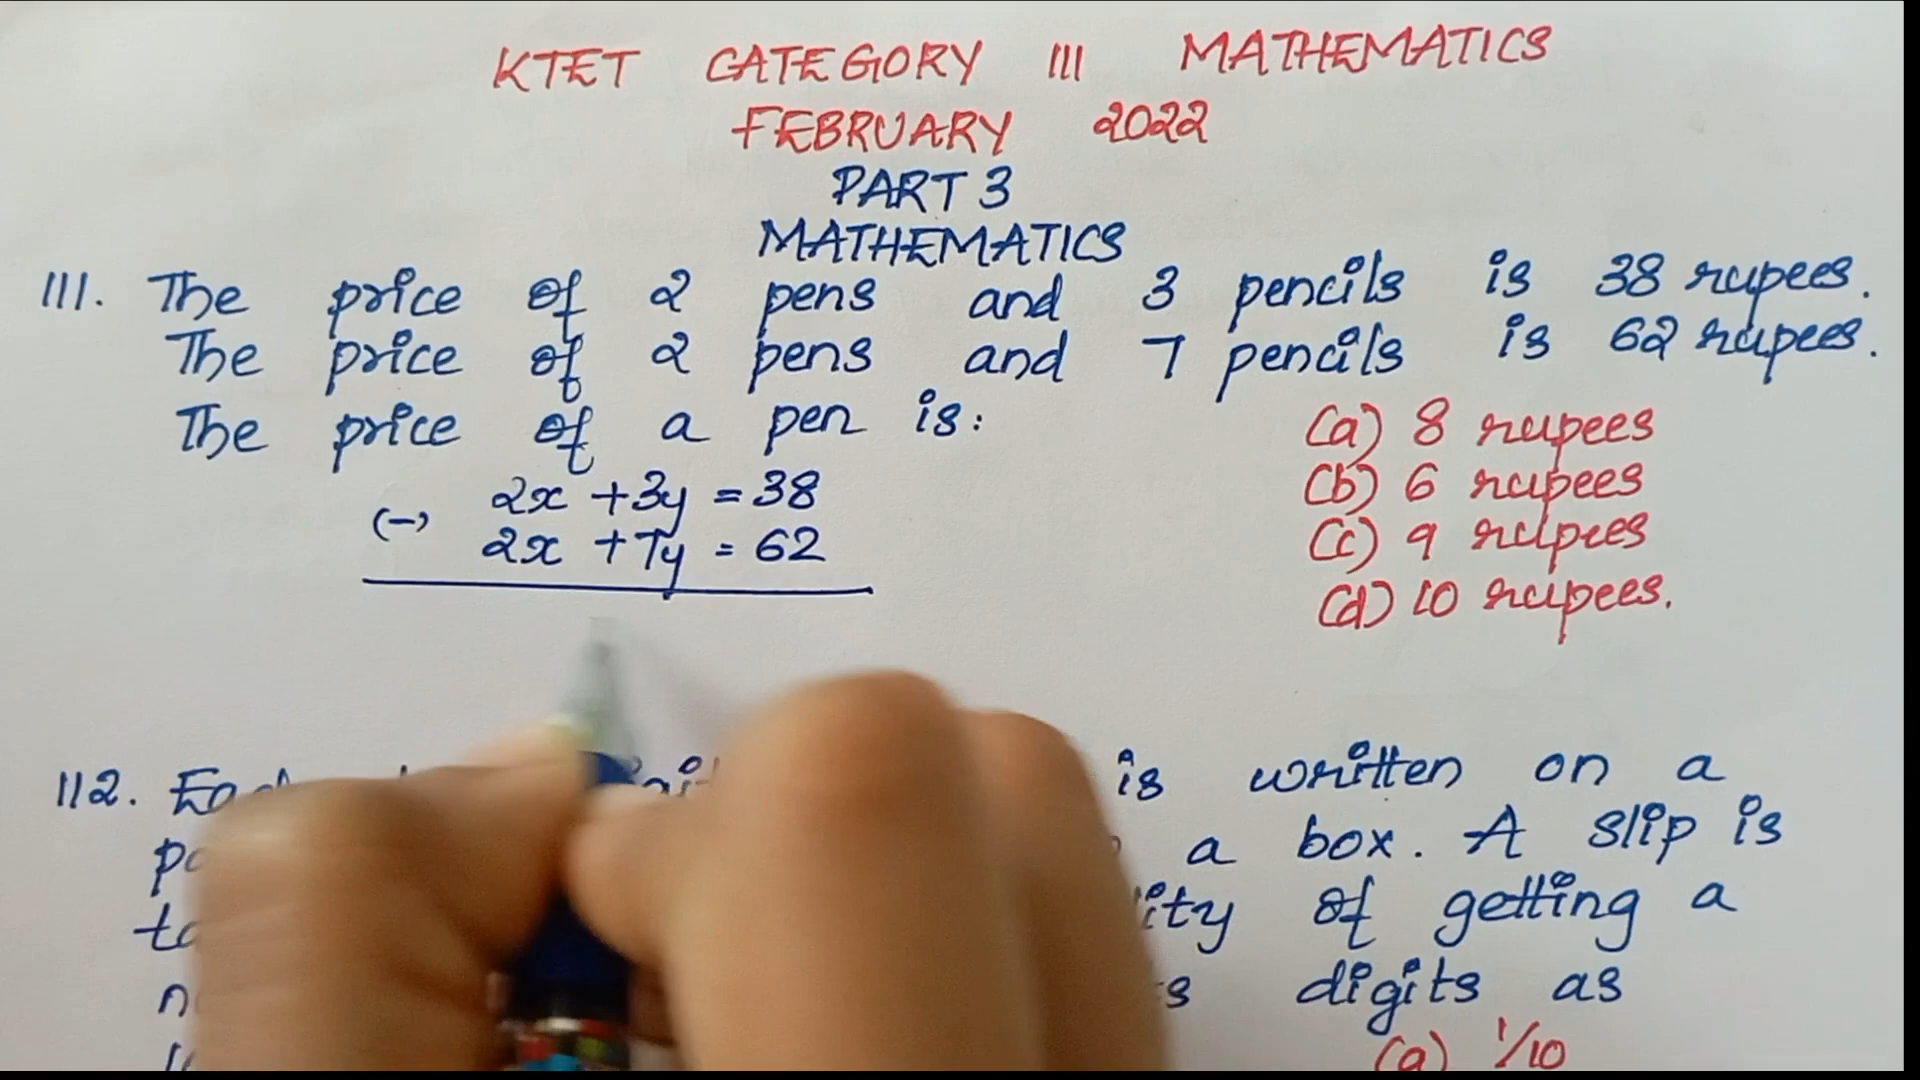 KTET CATEGORY III MATHEMATICS
FEBRUARY 2022
PART 3
MATHEMATICS
111. The price of 2 pens and 3 pencils is 38 rupees.
The price of 2 pens and 7 pencils is 62 rupees.
The price of a pen is:
(a) 8 rupees
(b) 6 rupees
(c) 9 rupees
(d) 10 rupees.
2x + 3y = 38
(-)
2x + 7y = 62
112. is written on a
a box. A slip is
of getting a
digits as
(a) 1/10